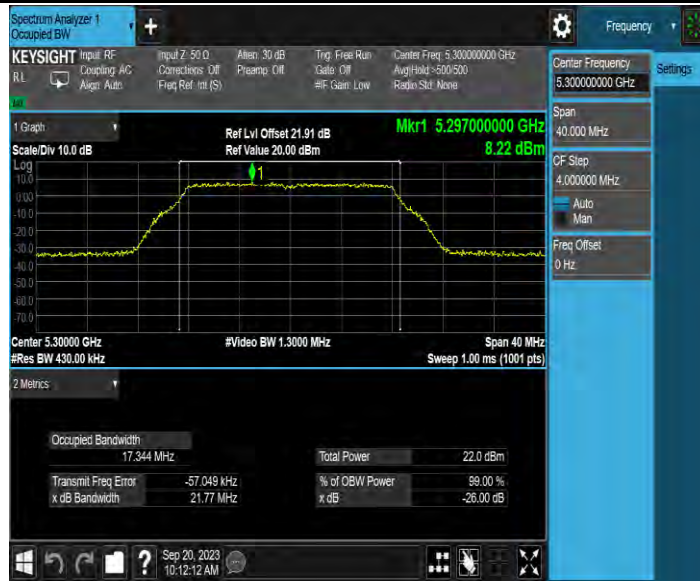 Spectrum Analyzer 1
Occupied BW
Frequency
KEYSIGHT
Input: RF
Coupling: AC
Align: Auto
RL
Input Z: 50 Ω
Corrections: Off
Freq Ref: Int (S)
Atten: 30 dB
Preamp: Off
Trig: Free Run
Gate: Off
#IF Gain: Low
Center Freq: 5.300000000 GHz
Avg|Hold:>500/500
Radio Std: None
Center Frequency
5.300000000 GHz
Settings
Span
40.000 MHz
CF Step
4.000000 MHz
Auto
Man
Freq Offset
0 Hz
1 Graph
Scale/Div 10.0 dB
Ref Lvl Offset 21.91 dB
Ref Value 20.00 dBm
Mkr1 5.297000000 GHz
8.22 dBm
Log
10.0
0.00
-10.0
-20.0
-30.0
-40.0
-50.0
-60.0
-70.0
1
Center 5.30000 GHz
#Res BW 430.00 kHz
#Video BW 1.3000 MHz
Span 40 MHz
Sweep 1.00 ms (1001 pts)
2 Metrics
Occupied Bandwidth
17.344 MHz
Total Power 22.0 dBm
Transmit Freq Error -57.049 kHz
% of OBW Power 99.00 %
x dB Bandwidth 21.77 MHz
x dB -26.00 dB
?
Sep 20, 2023
10:12:12 AM